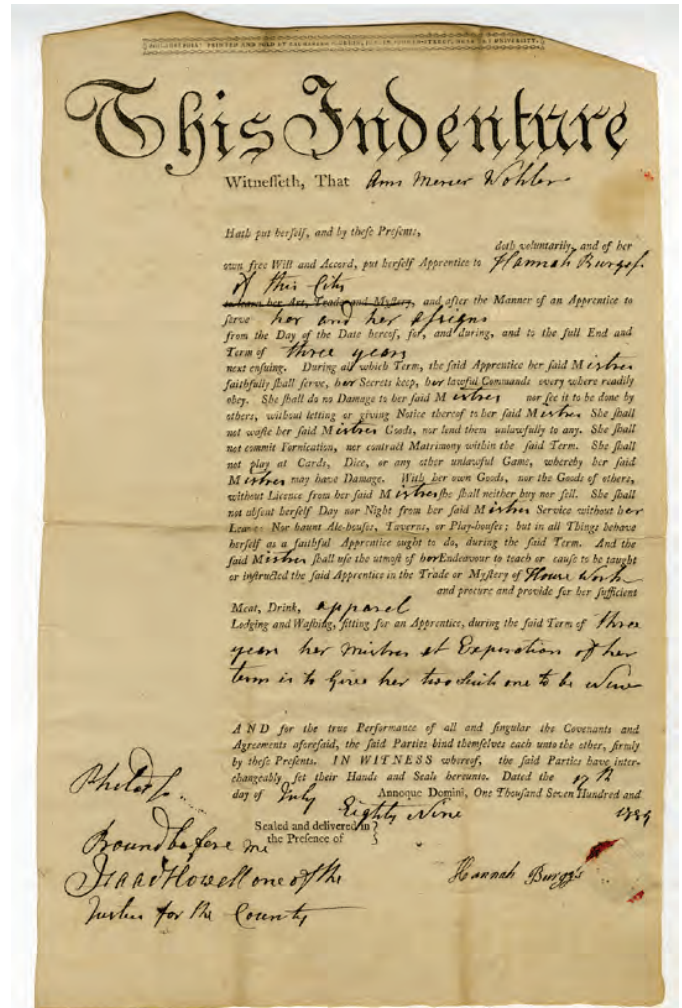 PHILADELPHIA: PRINTED AND SOLD BY
This Indenture
Witnesseth, That Ann Mercer Wohler
Hath put herself, and by these Presents,
doth voluntarily, and of her
own free Will and Accord, put herself Apprentice to Hannah Burgess
of this City
to learn her Art, Trade and Mystery, and after the Manner of an Apprentice to
serve her and her assigns
from the Day of the Date hereof, for, and during, and to the full End and
Term of three years
next ensuing. During all which Term, the said Apprentice her said Mistres
faithfully shall serve, her Secrets keep, her lawful Commands every where readily
obey. She shall do no Damage to her said Mistres nor see it to be done by
others, without letting or giving Notice thereof to her said Mistres She shall
not waste her said Mistres Goods, nor lend them unlawfully to any. She shall
not commit Fornication, nor contract Matrimony within the said Term. She shall
not play at Cards, Dice, or any other unlawful Game, whereby her said
Mistres may have Damage. With her own Goods, nor the Goods of others,
without Licence from her said Mistres she shall neither buy nor sell. She shall
not absent herself Day nor Night from her said Mistres Service without her
Leave: Nor haunt Ale-houses, Taverns, or Play-houses; but in all Things behave
herself as a faithful Apprentice ought to do, during the said Term. And the
said Mistres shall use the utmost of her Endeavour to teach or cause to be taught
or instructed the said Apprentice in the Trade or Mystery of House Work
and procure and provide for her sufficient
Meat, Drink, apparel
Lodging and Washing, fitting for an Apprentice, during the said Term of three
years her mistres at Experation of her
term is to Give her two suits one to be New
AND for the true Performance of all and singular the Covenants and
Agreements aforesaid, the said Parties bind themselves each unto the other, firmly
by these Presents. IN WITNESS whereof, the said Parties have inter-
changeably set their Hands and Seals hereunto. Dated the 17th
day of July Annoque Domini, One Thousand Seven Hundred and
Eighty Nine 1789
Sealed and delivered in
the Presence of
Bound before me
Isaac Howell one of the
Justices for the County
Hannah Burgess